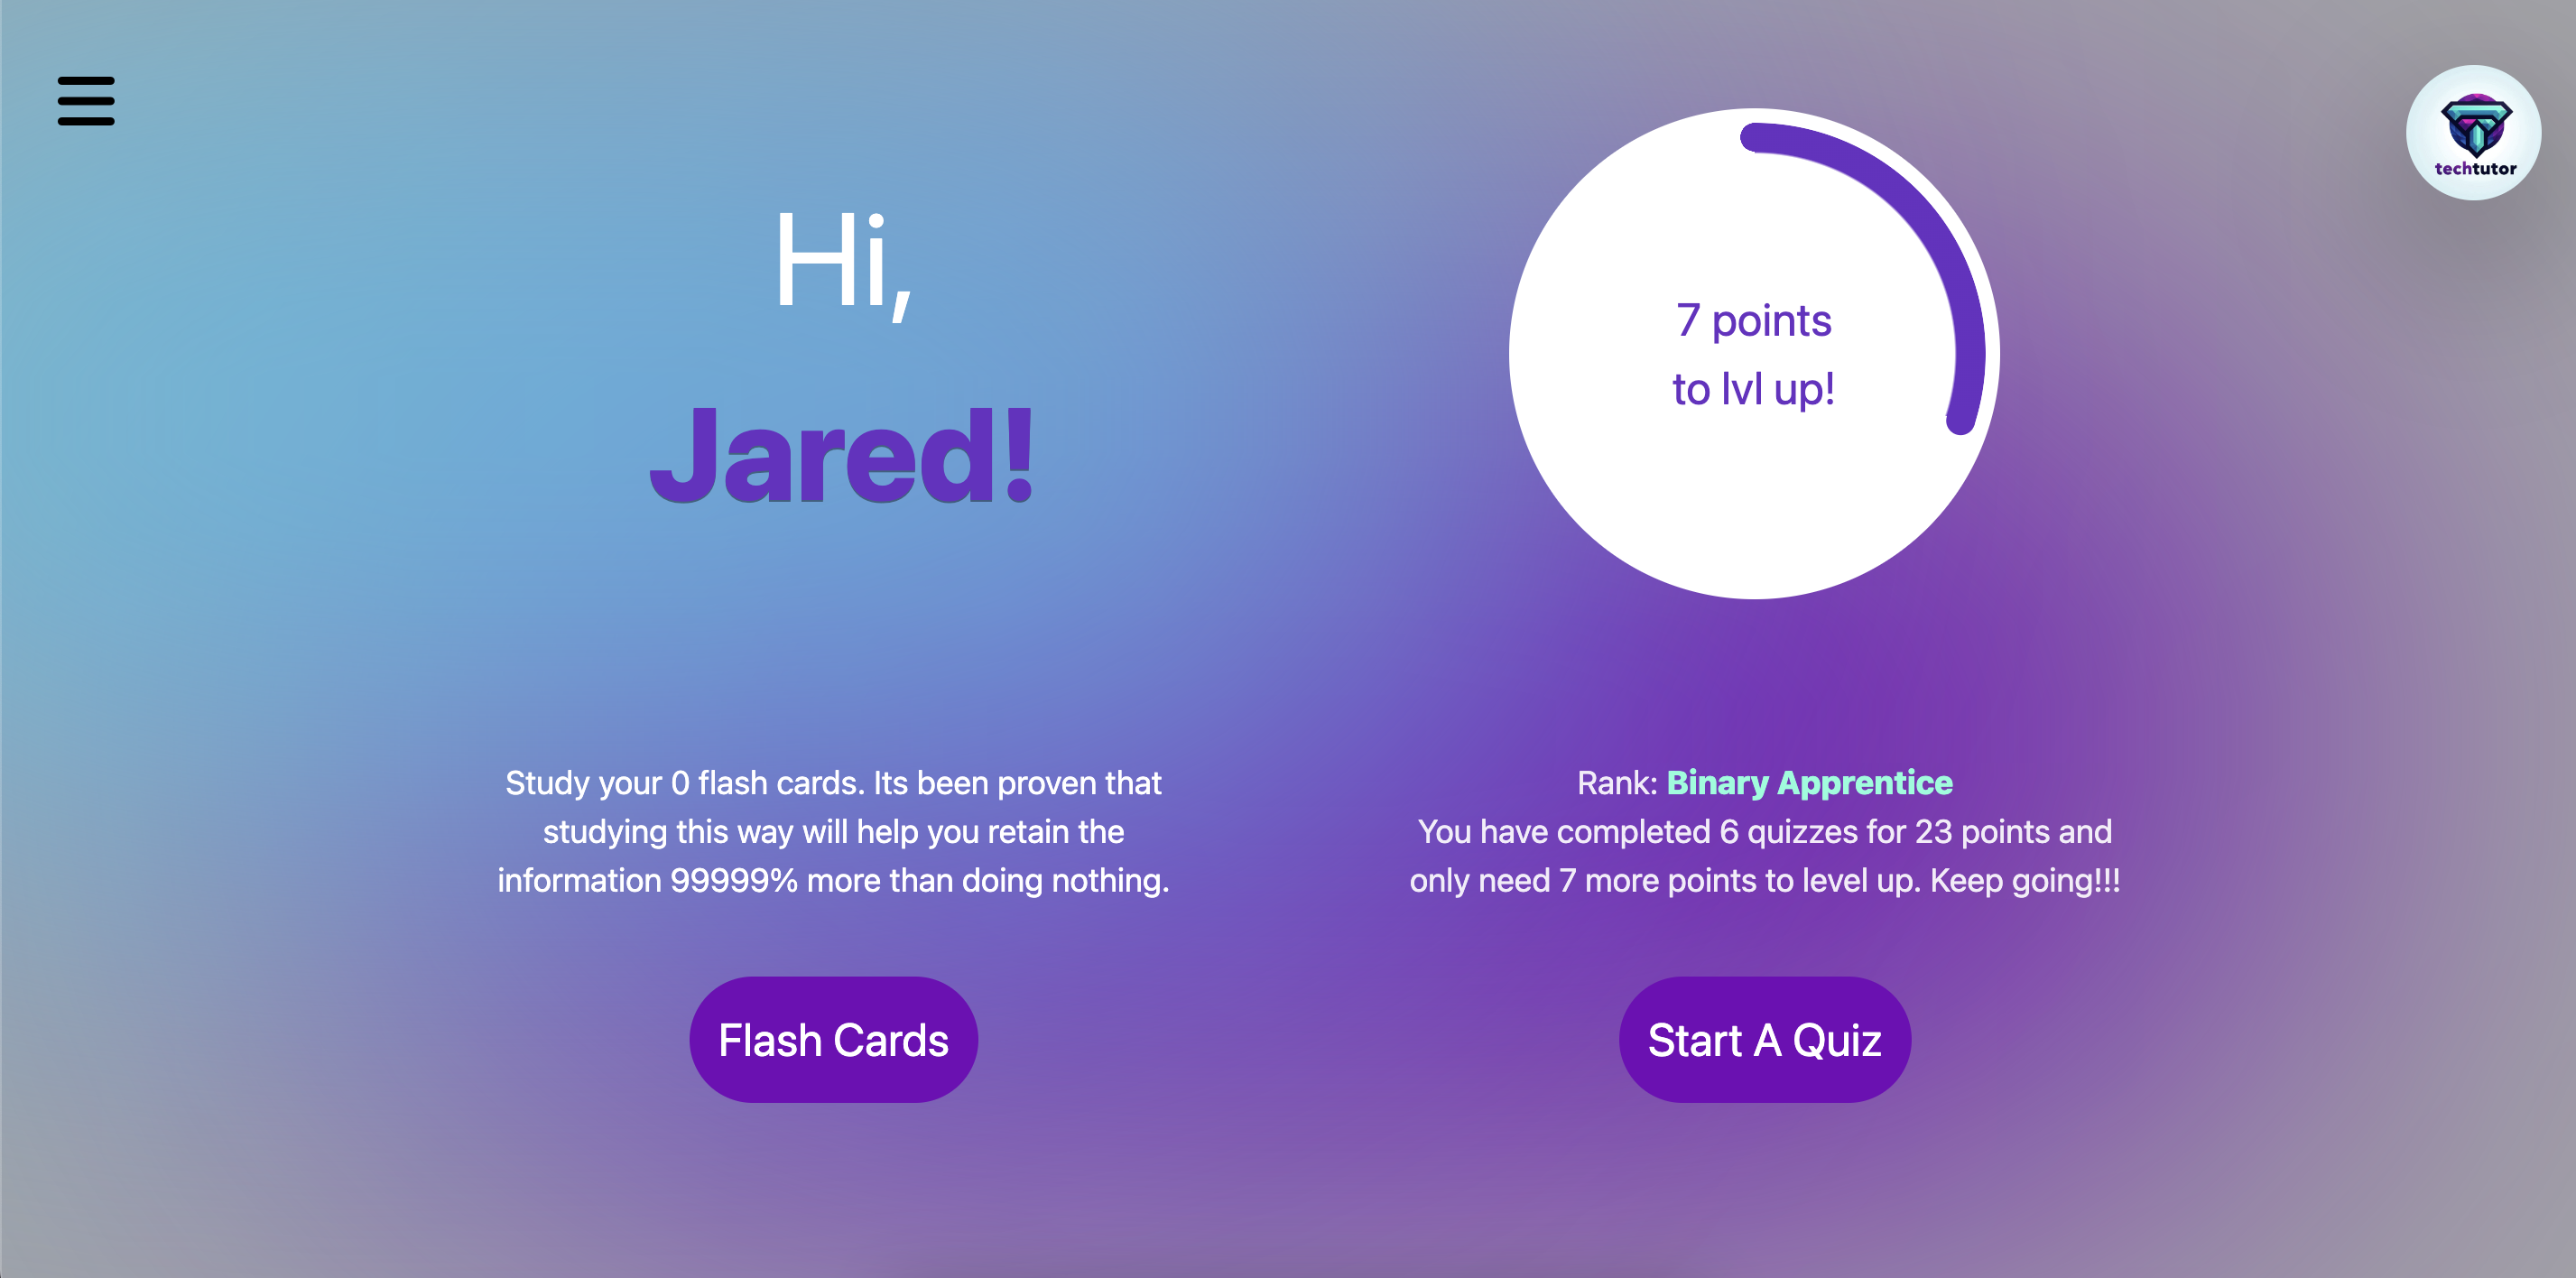 techtutor
Hi,
Jared!
7 points
to lvl up!
Study your 0 flash cards. Its been proven that
studying this way will help you retain the
information 99999% more than doing nothing.
Flash Cards
Rank: Binary Apprentice
You have completed 6 quizzes for 23 points and
only need 7 more points to level up. Keep going!!!
Start A Quiz